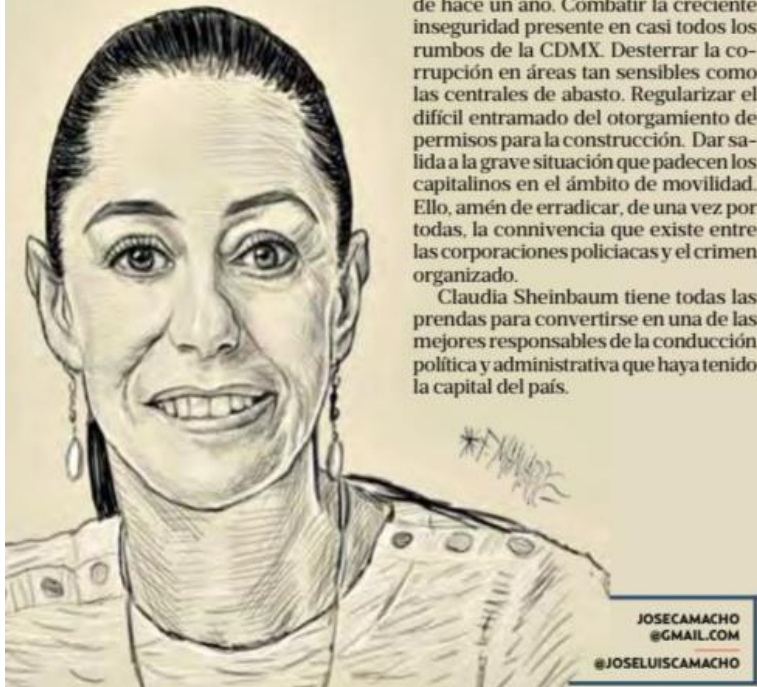 de hace un año. Combatir la creciente
inseguridad presente en casi todos los
rumbos de la CDMX. Desterrar la co-
rrupción en áreas tan sensibles como
las centrales de abasto. Regularizar el
difícil entramado del otorgamiento de
permisos para la construcción. Dar sa-
lida a la grave situación que padecen los
capitalinos en el ámbito de movilidad.
Ello, amén de erradicar, de una vez por
todas, la connivencia que existe entre
las corporaciones policiacas y el crimen
organizado.
Claudia Sheinbaum tiene todas las
prendas para convertirse en una de las
mejores responsables de la conducción
política y administrativa que haya tenido
la capital del país.
JOSECAMACHO
@GMAIL.COM
@JOSELUISCAMACHO